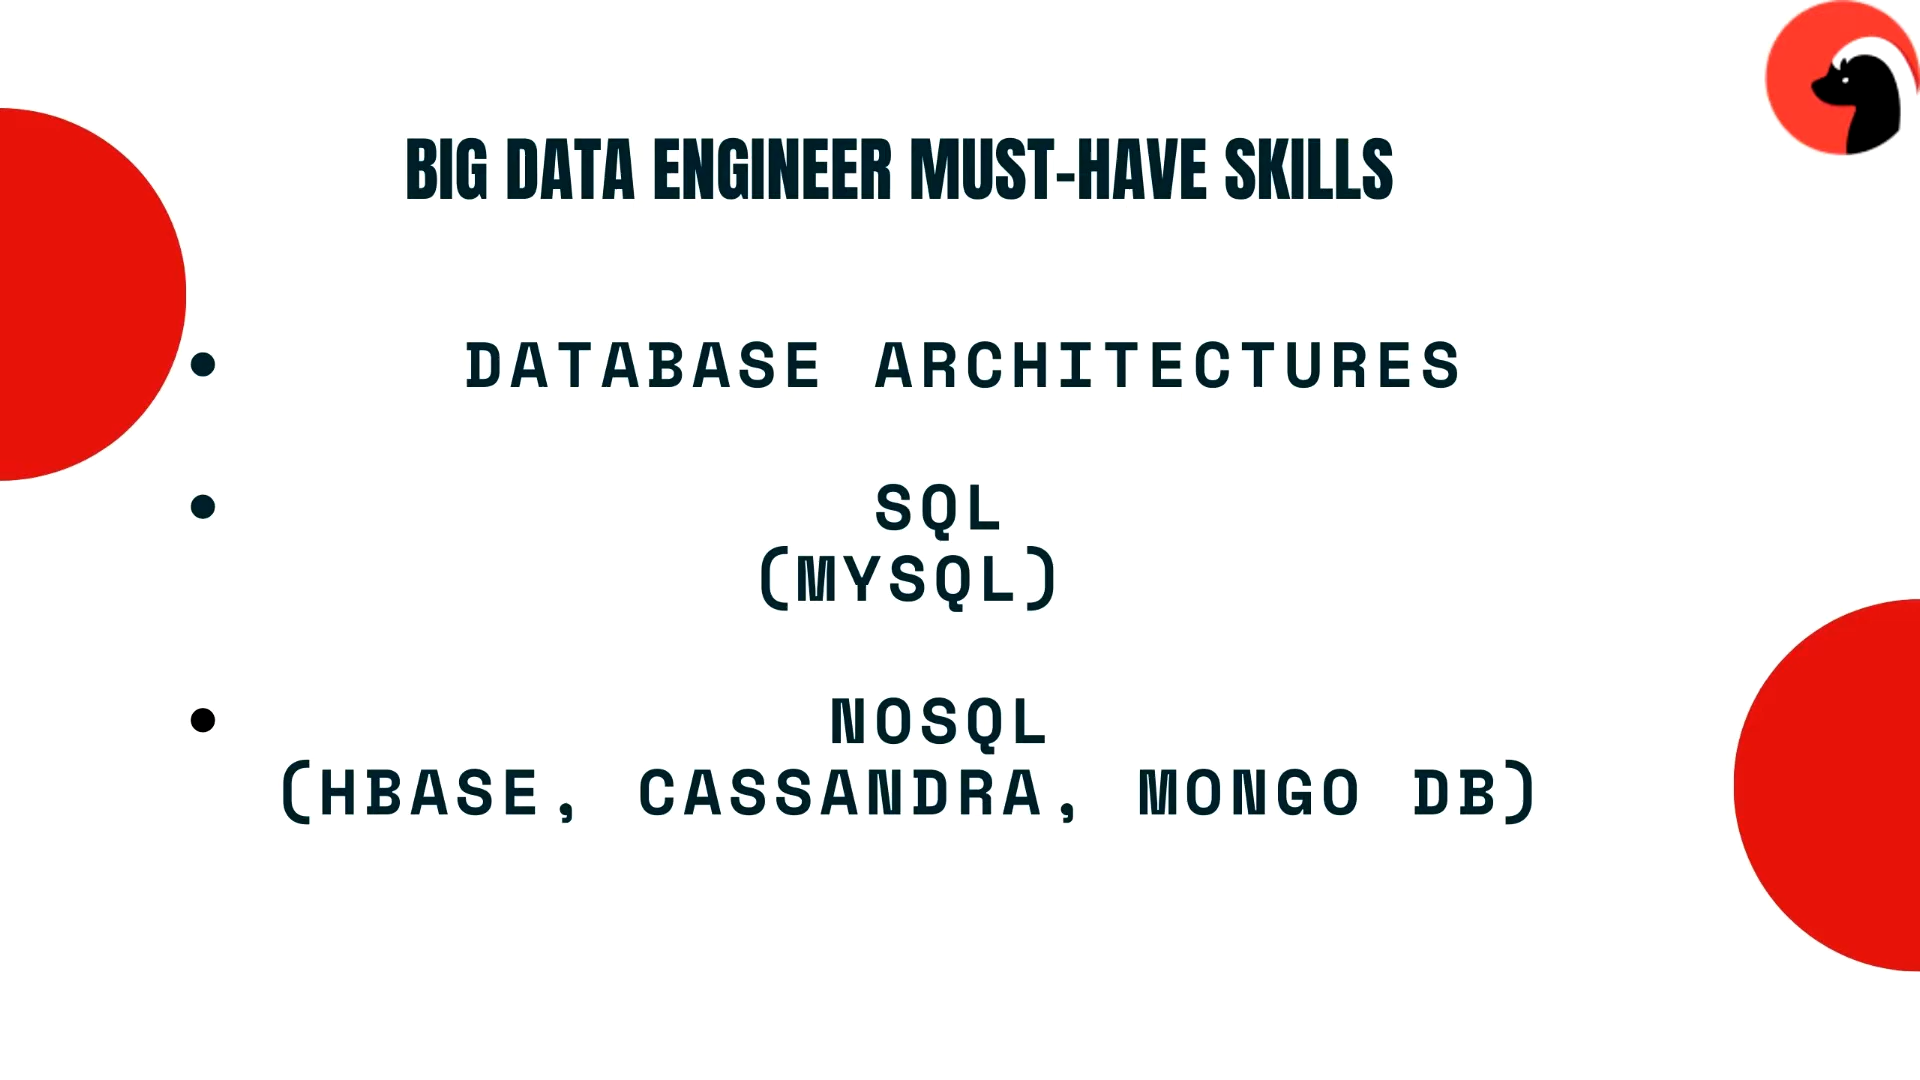 BIG DATA ENGINEER MUST-HAVE SKILLS
• DATABASE ARCHITECTURES
• SQL
(MYSQL)
• NOSQL
(HBASE, CASSANDRA, MONGO DB)